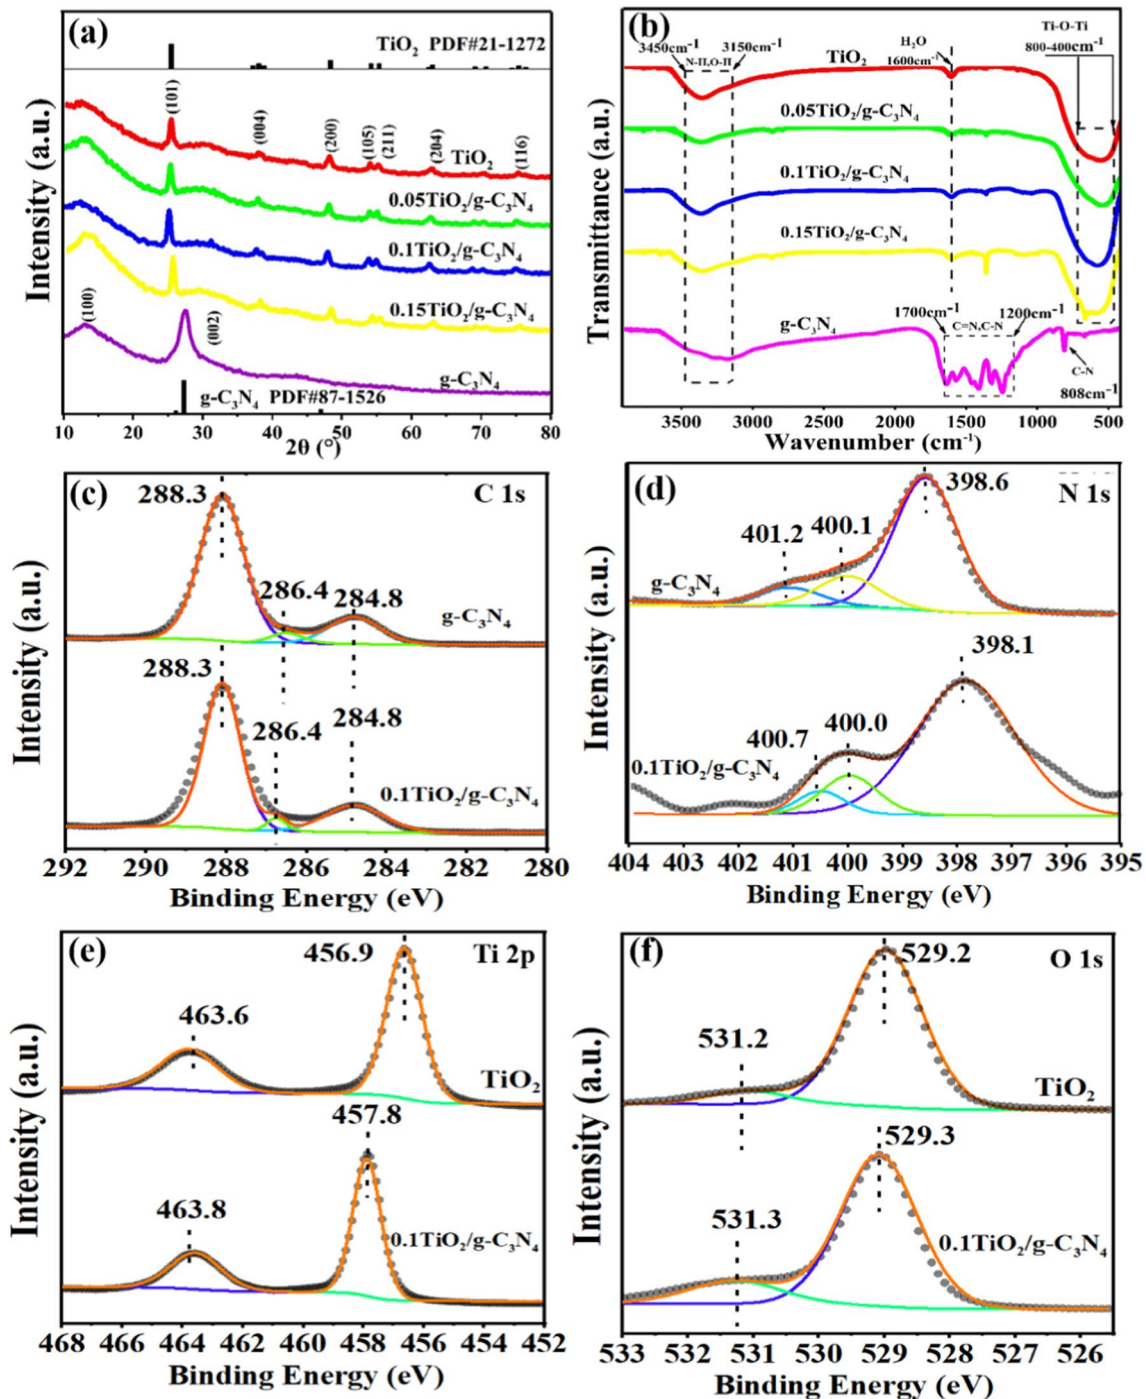 (a)
TiO₂ PDF#21-1272
(101)
(004)
(200)
(105)
(211)
(204)
(116)
TiO₂
0.05TiO₂/g-C₃N₄
0.1TiO₂/g-C₃N₄
0.15TiO₂/g-C₃N₄
(100)
(002)
g-C₃N₄
g-C₃N₄ PDF#87-1526
Intensity (a.u.)
10 20 30 40 50 60 70 80
2θ (°)
(b)
3450cm⁻¹ N-H,O-H 3150cm⁻¹
TiO₂
H₂O
1600cm⁻¹
Ti-O-Ti
800-400cm⁻¹
0.05TiO₂/g-C₃N₄
0.1TiO₂/g-C₃N₄
0.15TiO₂/g-C₃N₄
g-C₃N₄
1700cm⁻¹ C=N,C-N 1200cm⁻¹
C-N
808cm⁻¹
Transmittance (a.u.)
3500 3000 2500 2000 1500 1000 500
Wavenumber (cm⁻¹)
(c)
C 1s
288.3
286.4
284.8
g-C₃N₄
288.3
286.4
284.8
0.1TiO₂/g-C₃N₄
Intensity (a.u.)
292 290 288 286 284 282 280
Binding Energy (eV)
(d)
N 1s
398.6
401.2
400.1
g-C₃N₄
398.1
400.7
400.0
0.1TiO₂/g-C₃N₄
Intensity (a.u.)
404 403 402 401 400 399 398 397 396 395
Binding Energy (eV)
(e)
Ti 2p
456.9
463.6
TiO₂
457.8
463.8
0.1TiO₂/g-C₃N₄
Intensity (a.u.)
468 466 464 462 460 458 456 454 452
Binding Energy (eV)
(f)
O 1s
529.2
531.2
TiO₂
529.3
531.3
0.1TiO₂/g-C₃N₄
Intensity (a.u.)
533 532 531 530 529 528 527 526
Binding Energy (eV)